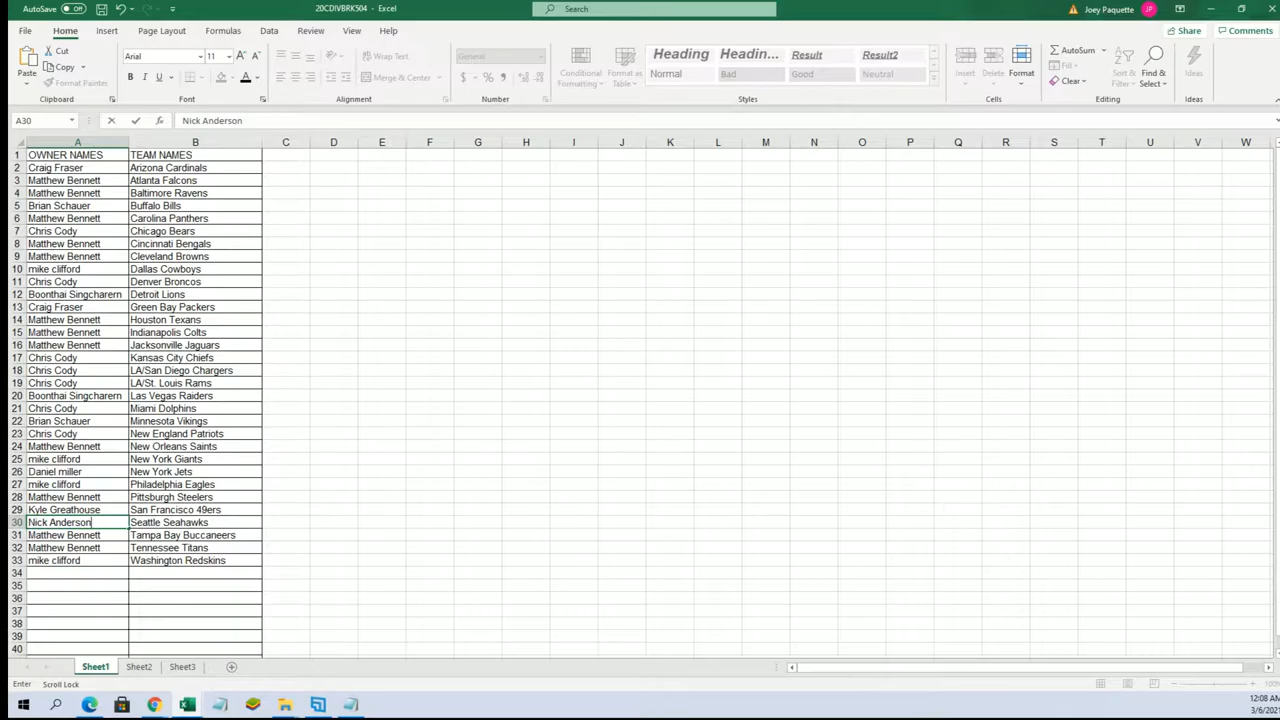 AutoSave Off 20CDIVBRK504 - Excel Search Joey Paquette JP
File Home Insert Page Layout Formulas Data Review View Help Share Comments
Cut Arial 11 Wrap Text General Heading Headin... Result Result2 AutoSum
Copy Fill
Paste Format Painter B I U A Merge & Center $ % Conditional Formatting Format as Table Normal Bad Good Neutral Insert Delete Format Clear Sort & Filter Find & Select Ideas
Clipboard Font Alignment Number Styles Cells Editing Ideas
A30 fx Nick Anderson
A B C D E F G H I J K L M N O P Q R S T U V W
1 OWNER NAMES TEAM NAMES
2 Craig Fraser Arizona Cardinals
3 Matthew Bennett Atlanta Falcons
4 Matthew Bennett Baltimore Ravens
5 Brian Schauer Buffalo Bills
6 Matthew Bennett Carolina Panthers
7 Chris Cody Chicago Bears
8 Matthew Bennett Cincinnati Bengals
9 Matthew Bennett Cleveland Browns
10 mike clifford Dallas Cowboys
11 Chris Cody Denver Broncos
12 Boonthai Singcharern Detroit Lions
13 Craig Fraser Green Bay Packers
14 Matthew Bennett Houston Texans
15 Matthew Bennett Indianapolis Colts
16 Matthew Bennett Jacksonville Jaguars
17 Chris Cody Kansas City Chiefs
18 Chris Cody LA/San Diego Chargers
19 Chris Cody LA/St. Louis Rams
20 Boonthai Singcharern Las Vegas Raiders
21 Chris Cody Miami Dolphins
22 Brian Schauer Minnesota Vikings
23 Chris Cody New England Patriots
24 Matthew Bennett New Orleans Saints
25 mike clifford New York Giants
26 Daniel miller New York Jets
27 mike clifford Philadelphia Eagles
28 Matthew Bennett Pittsburgh Steelers
29 Kyle Greathouse San Francisco 49ers
30 Nick Anderson Seattle Seahawks
31 Matthew Bennett Tampa Bay Buccaneers
32 Matthew Bennett Tennessee Titans
33 mike clifford Washington Redskins
34
35
36
37
38
39
40
Sheet1 Sheet2 Sheet3
Enter Scroll Lock 100%
12:08 AM
3/6/2021